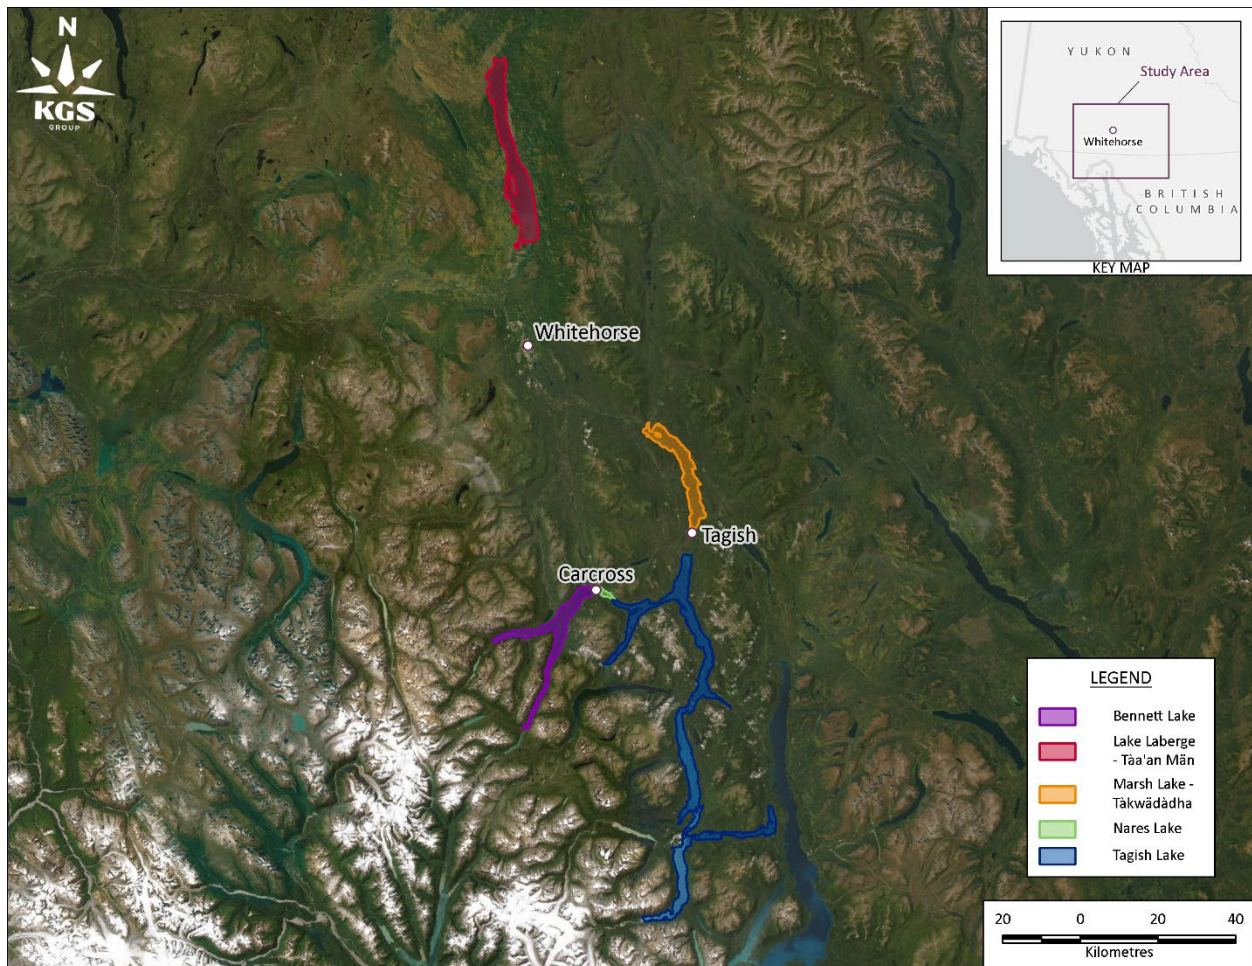 N
KGS
GROUP
YUKON
Study Area
Whitehorse
BRITISH
COLUMBIA
KEY MAP
Whitehorse
Tagish
Carcross
LEGEND
Bennett Lake
Lake Laberge
- Tàa'an Män
Marsh Lake -
Tàkwädàdha
Nares Lake
Tagish Lake
20 0 20 40
Kilometres